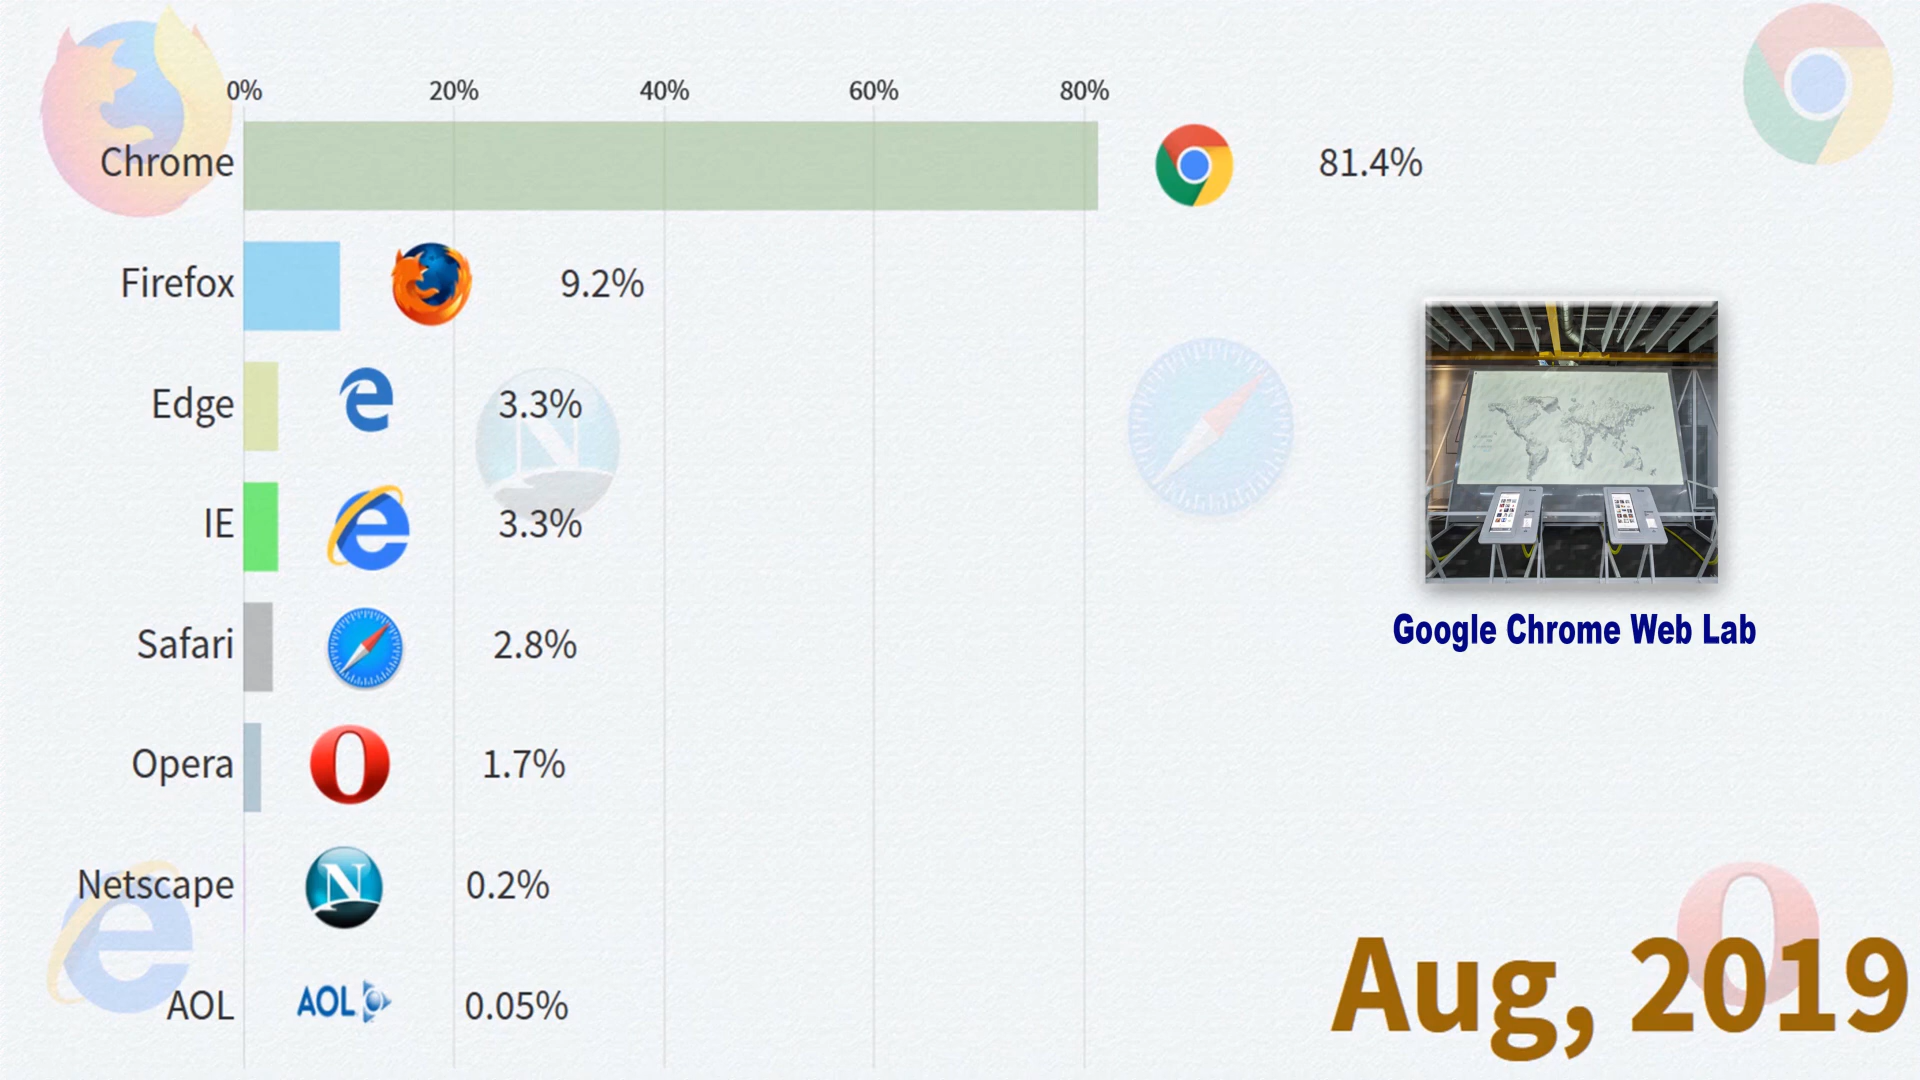 0% 20% 40% 60% 80%
Chrome 81.4%
Firefox 9.2%
Edge 3.3%
IE 3.3%
Safari 2.8%
Opera 1.7%
Netscape N 0.2%
AOL AOL 0.05%
Google Chrome Web Lab
Aug, 2019